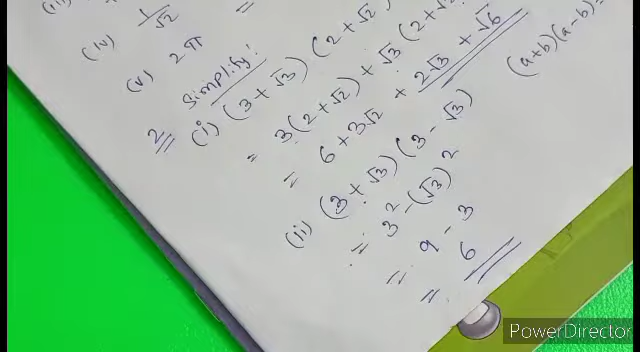 (iv) 1/√2 =
(v) 2π
2 Simplify:
(i) (3 + √3) (2 + √2)
= 3(2 + √2) + √3 (2 + √2)
= 6 + 3√2 + 2√3 + √6
(ii) (3 + √3) (3 - √3)
(a+b)(a-b)=
= 3² - (√3)²
= 9 - 3
= 6
PowerDirector